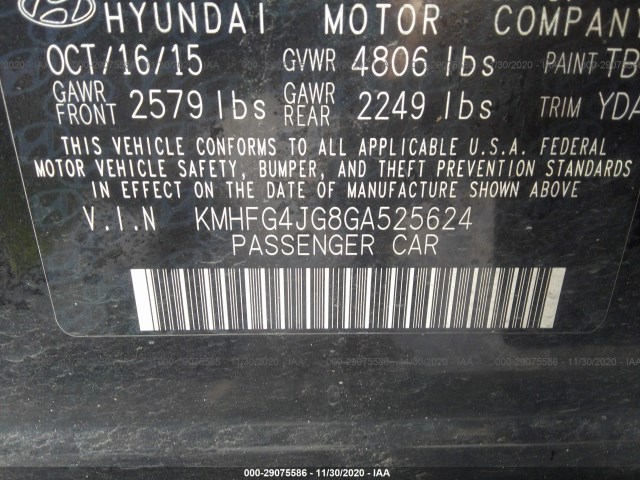 HYUNDAI MOTOR COMPANY
OCT/16/15 GVWR 4806 lbs PAINT TB
GAWR FRONT 2579 lbs GAWR REAR 2249 lbs TRIM YDA
THIS VEHICLE CONFORMS TO ALL APPLICABLE U.S.A. FEDERAL
MOTOR VEHICLE SAFETY, BUMPER, AND THEFT PREVENTION STANDARDS
IN EFFECT ON THE DATE OF MANUFACTURE SHOWN ABOVE
V.I.N KMHFG4JG8GA525624
PASSENGER CAR
000-29075586 - 11/30/2020 - IAA